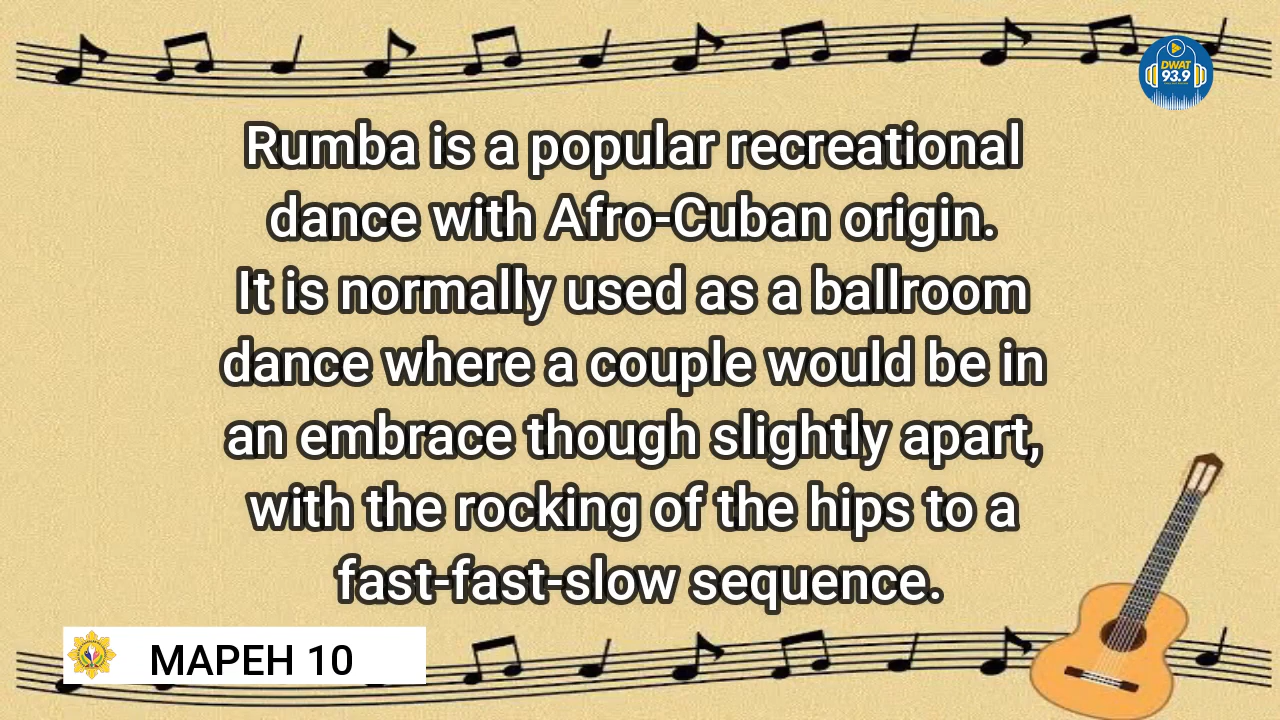 DWAT
93.9
Rumba is a popular recreational
dance with Afro-Cuban origin.
It is normally used as a ballroom
dance where a couple would be in
an embrace though slightly apart,
with the rocking of the hips to a
fast-fast-slow sequence.
MAPEH 10